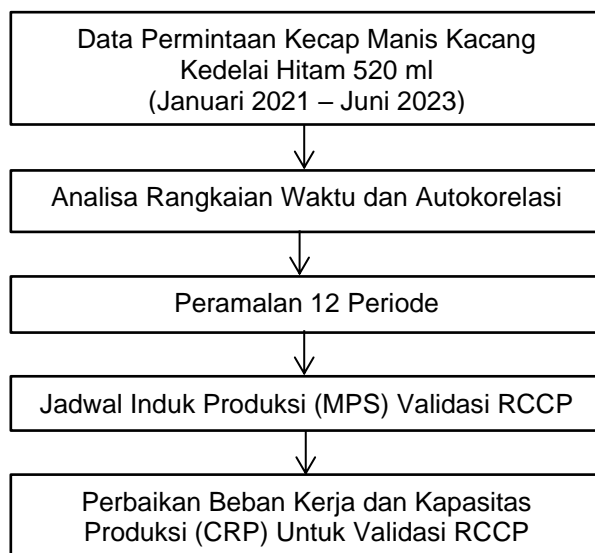 Data Permintaan Kecap Manis Kacang
Kedelai Hitam 520 ml
(Januari 2021 – Juni 2023)
Analisa Rangkaian Waktu dan Autokorelasi
Peramalan 12 Periode
Jadwal Induk Produksi (MPS) Validasi RCCP
Perbaikan Beban Kerja dan Kapasitas
Produksi (CRP) Untuk Validasi RCCP